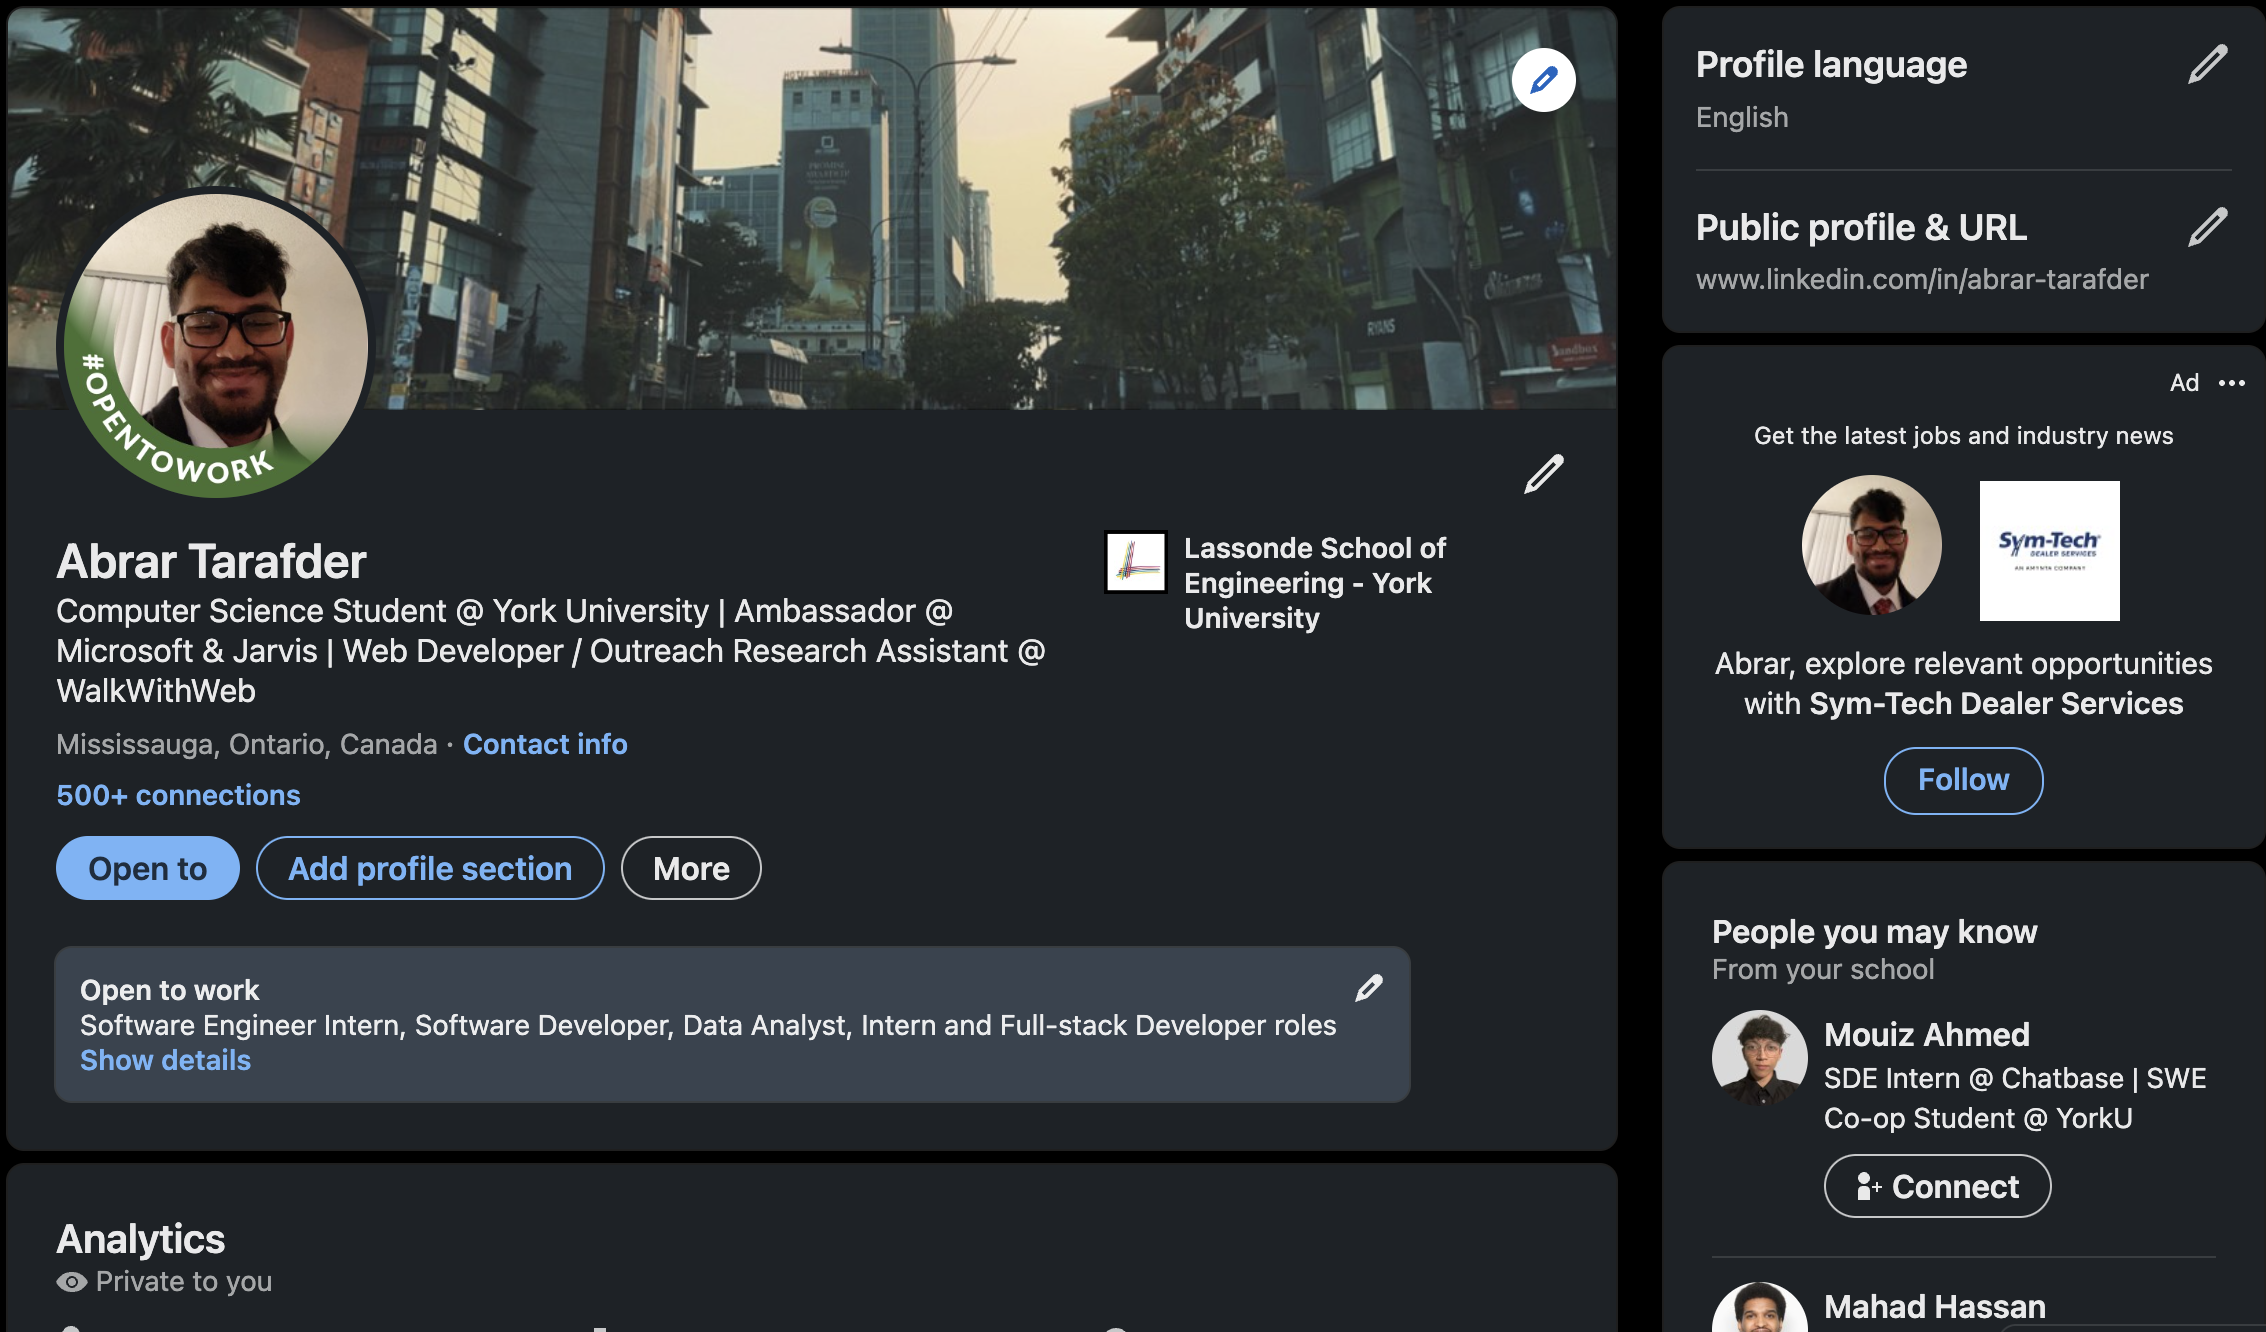 HOTEL
RYANS
#OPENTOWORK
Abrar Tarafder
Computer Science Student @ York University | Ambassador @
Microsoft & Jarvis | Web Developer / Outreach Research Assistant @
WalkWithWeb
Mississauga, Ontario, Canada · Contact info
500+ connections
Open to
Add profile section
More
Lassonde School of
Engineering - York
University
Open to work
Software Engineer Intern, Software Developer, Data Analyst, Intern and Full-stack Developer roles
Show details
Analytics
Private to you
Profile language
English
Public profile & URL
www.linkedin.com/in/abrar-tarafder
Ad
Get the latest jobs and industry news
Sym-Tech
DEALER SERVICES
AN AMYNTA COMPANY
Abrar, explore relevant opportunities
with Sym-Tech Dealer Services
Follow
People you may know
From your school
Mouiz Ahmed
SDE Intern @ Chatbase | SWE
Co-op Student @ YorkU
Connect
Mahad Hassan